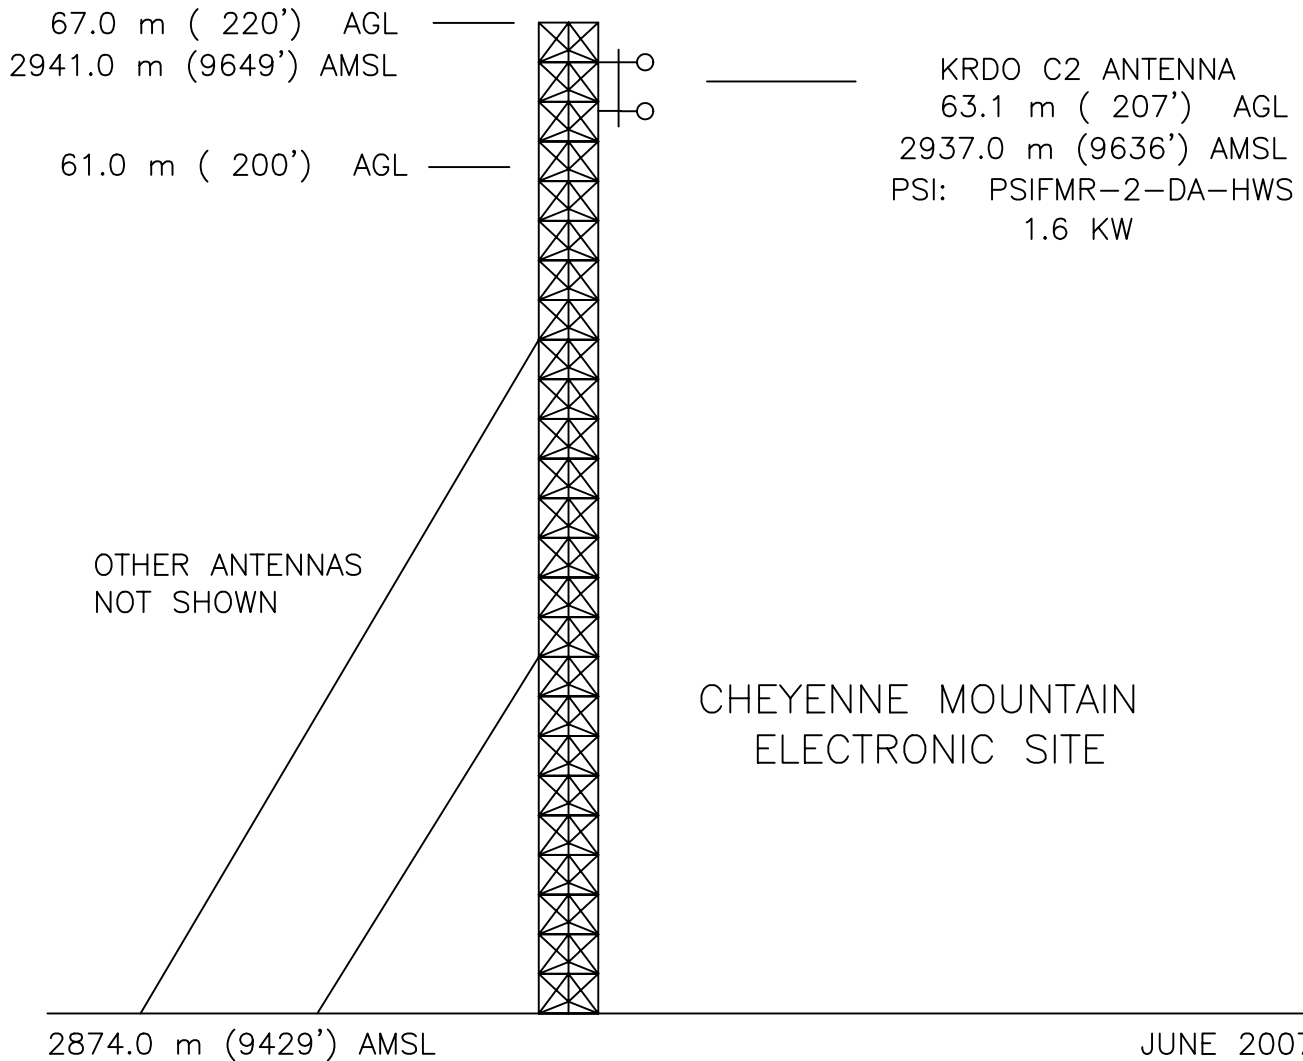 67.0 m ( 220') AGL
2941.0 m (9649') AMSL
61.0 m ( 200') AGL
KRDO C2 ANTENNA
63.1 m ( 207') AGL
2937.0 m (9636') AMSL
PSI: PSIFMR-2-DA-HWS
1.6 KW
OTHER ANTENNAS
NOT SHOWN
CHEYENNE MOUNTAIN
ELECTRONIC SITE
2874.0 m (9429') AMSL
JUNE 2007